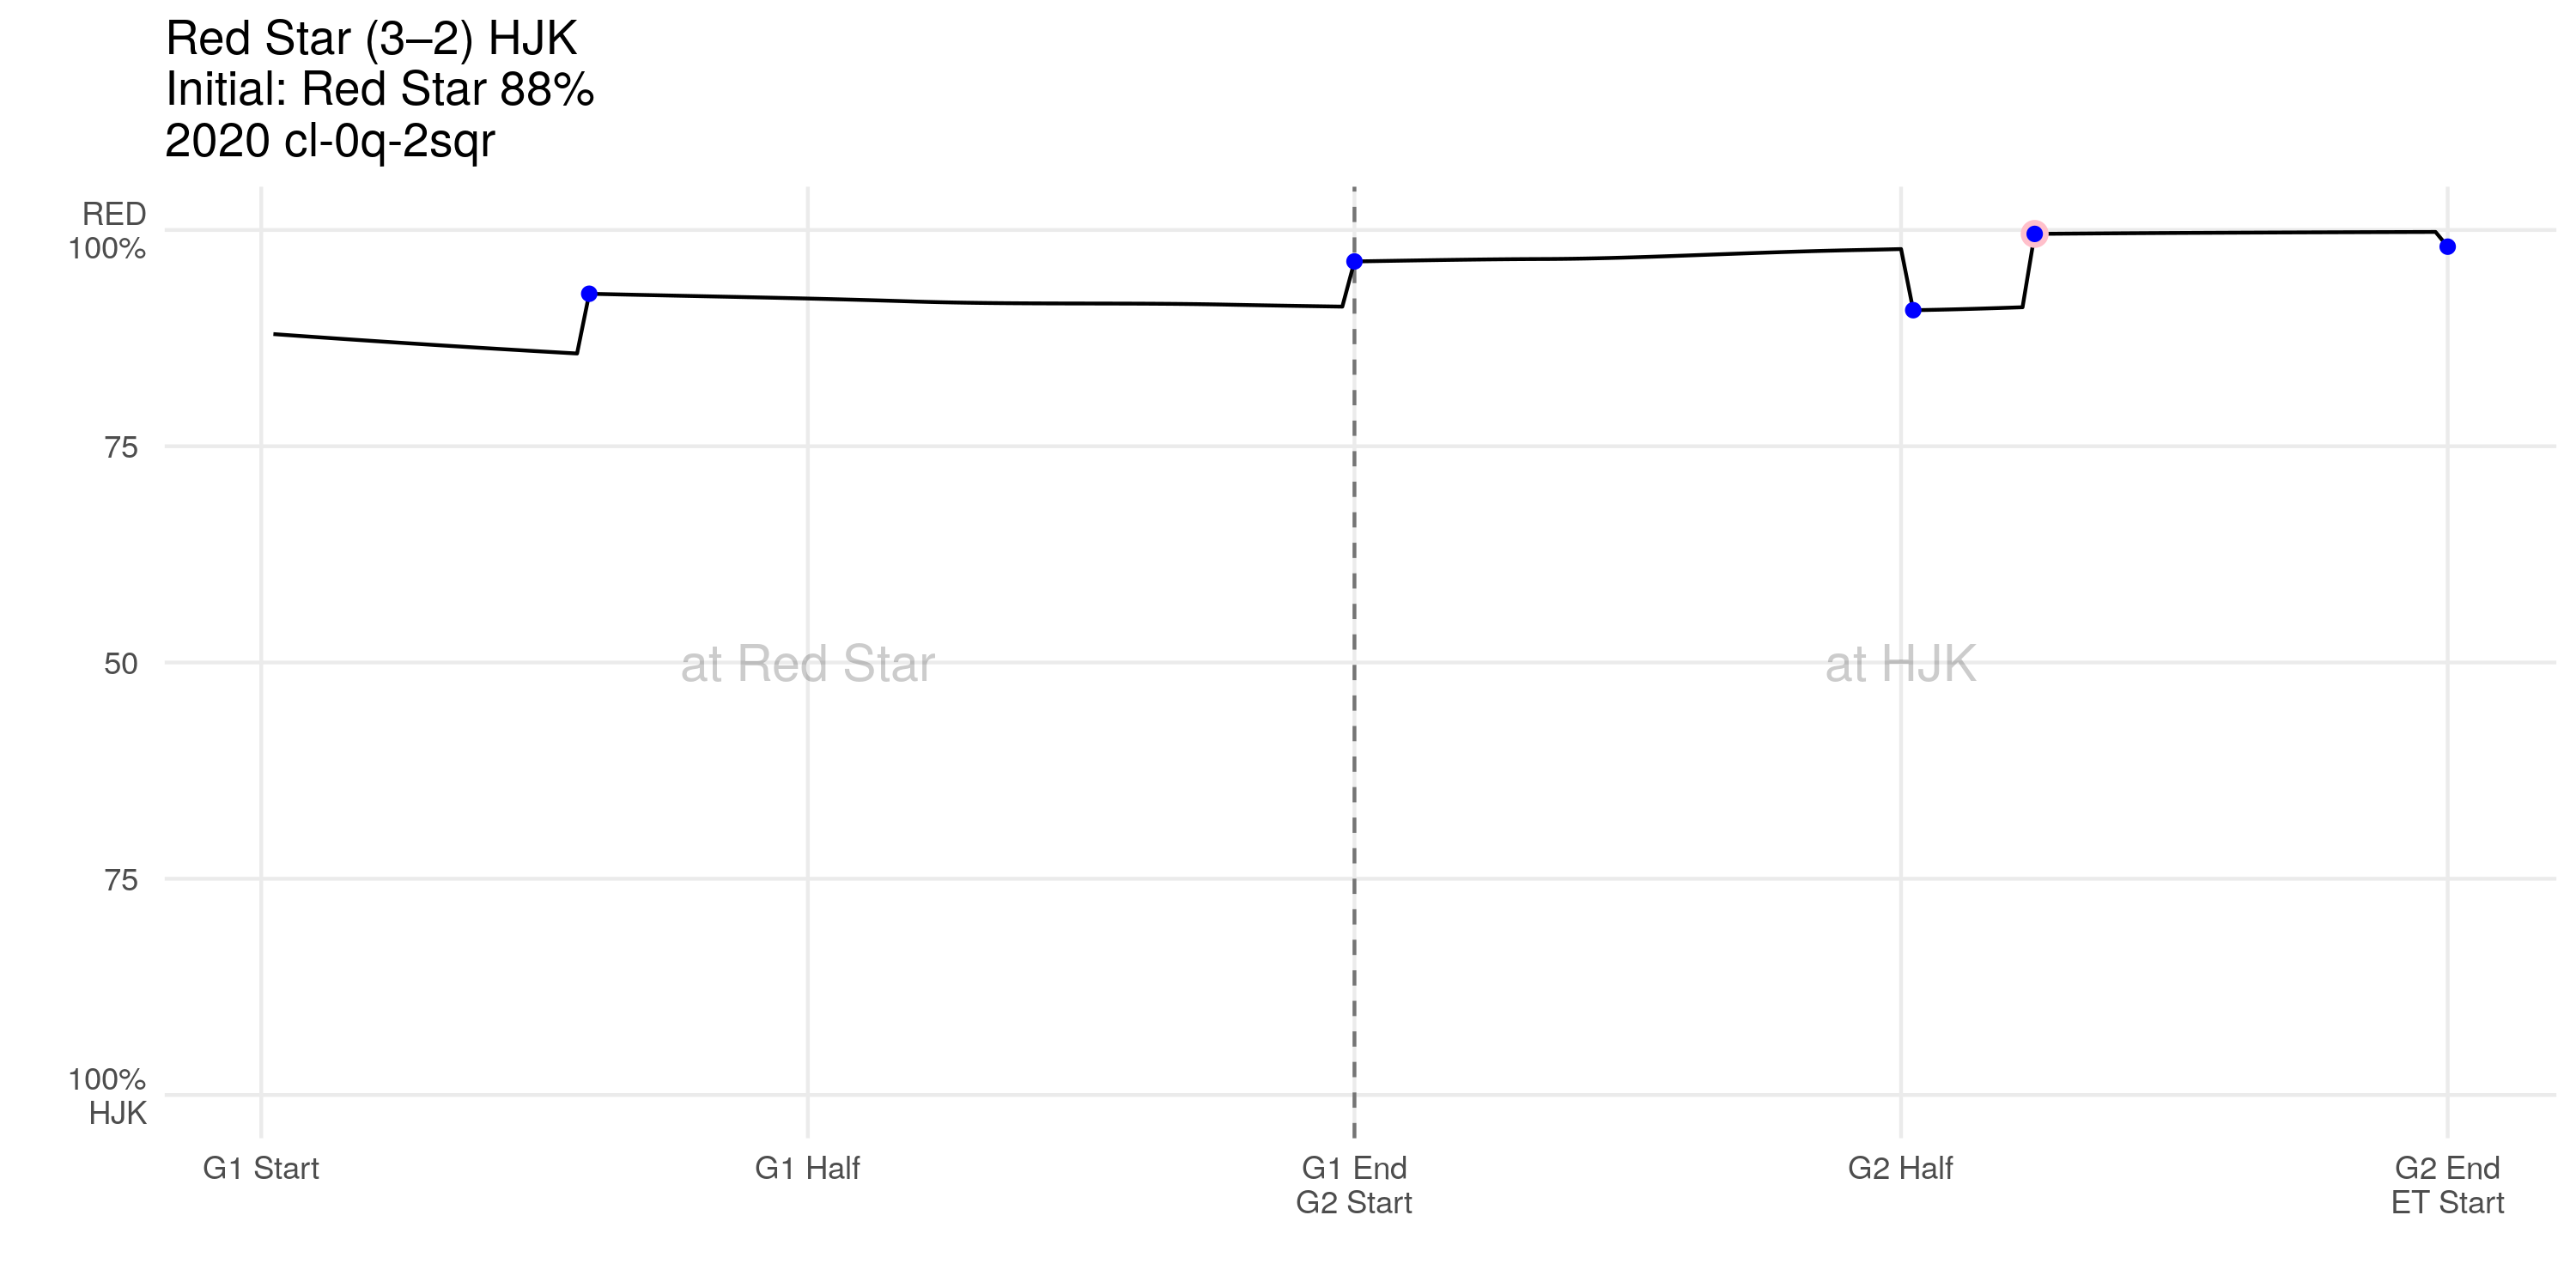 Red Star (3–2) HJK
Initial: Red Star 88%
2020 cl-0q-2sqr
RED
100%
75
50
75
100%
HJK
at Red Star
at HJK
G1 Start
G1 Half
G1 End
G2 Start
G2 Half
G2 End
ET Start